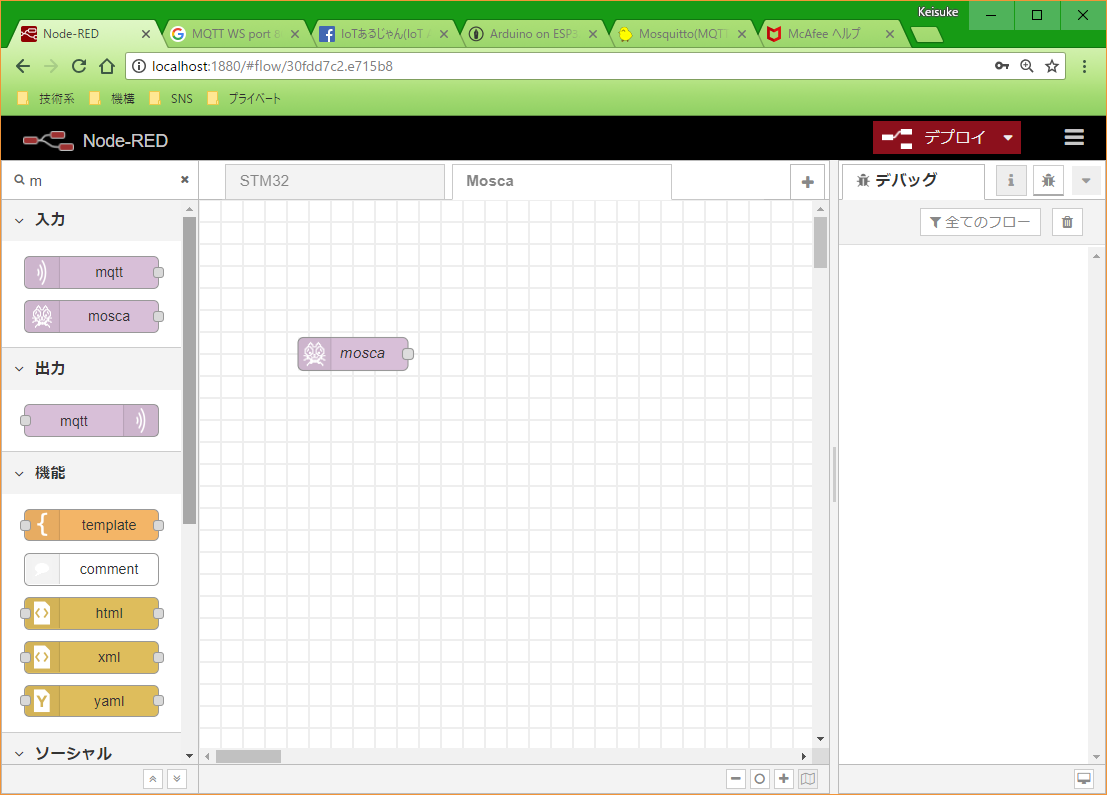 Keisuke
Node-RED
MQTT WS port 8
IoTあるじゃん(IoT A
Arduino on ESP3
Mosquitto(MQTT
McAfee ヘルプ
localhost:1880/#flow/30fdd7c2.e715b8
技術系 機構 SNS プライベート
Node-RED
デプロイ
m
STM32
Mosca
デバッグ
全てのフロー
入力
mqtt
mosca
出力
mqtt
機能
template
comment
html
xml
yaml
ソーシャル
mosca